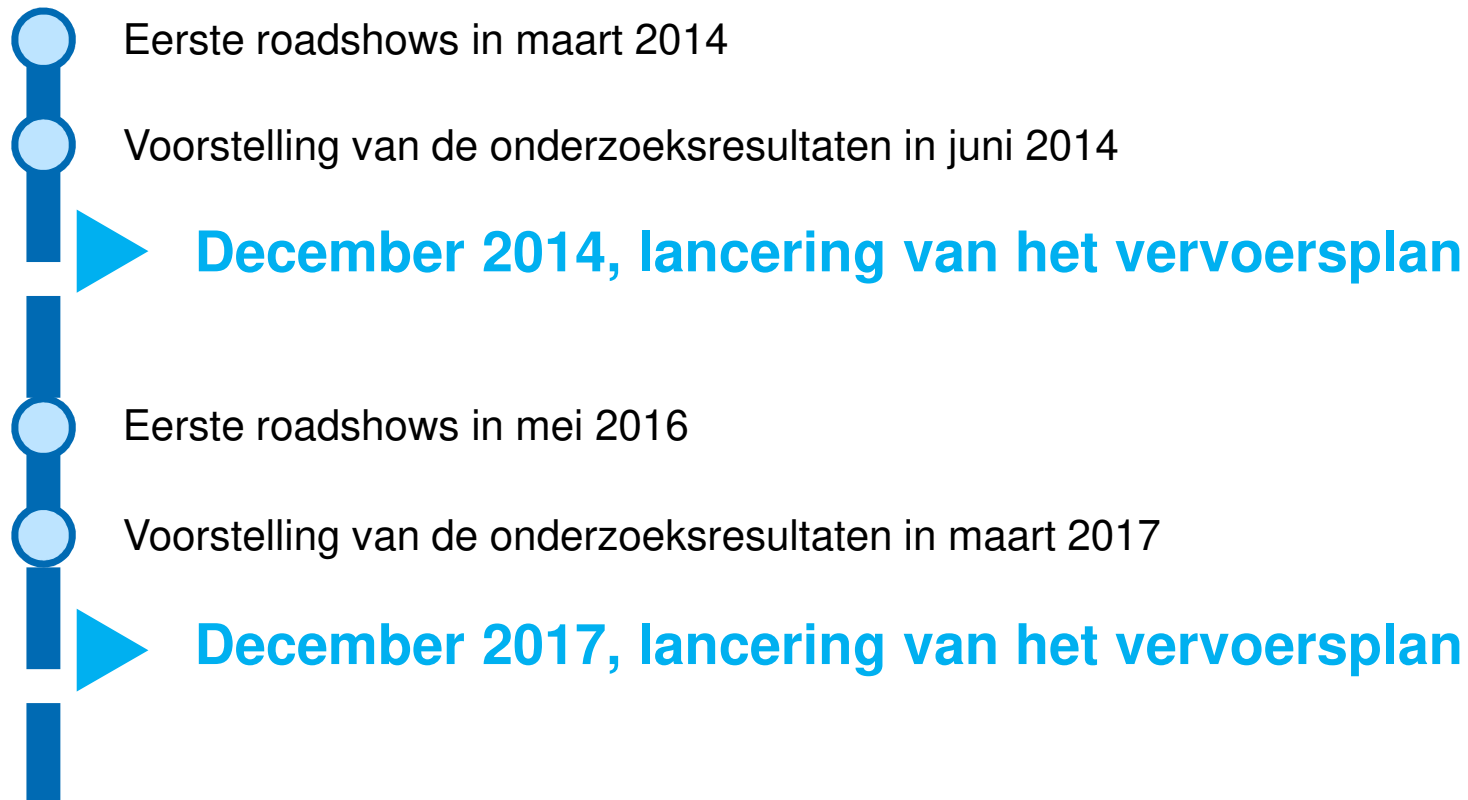 Eerste roadshows in maart 2014
Voorstelling van de onderzoeksresultaten in juni 2014
December 2014, lancering van het vervoersplan
Eerste roadshows in mei 2016
Voorstelling van de onderzoeksresultaten in maart 2017
December 2017, lancering van het vervoersplan